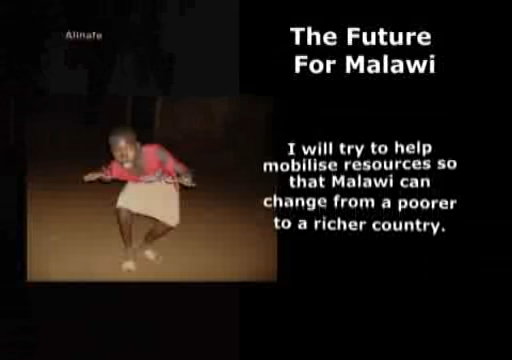 Alinafe
The Future
For Malawi
I will try to help
mobilise resources so
that Malawi can
change from a poorer
to a richer country.